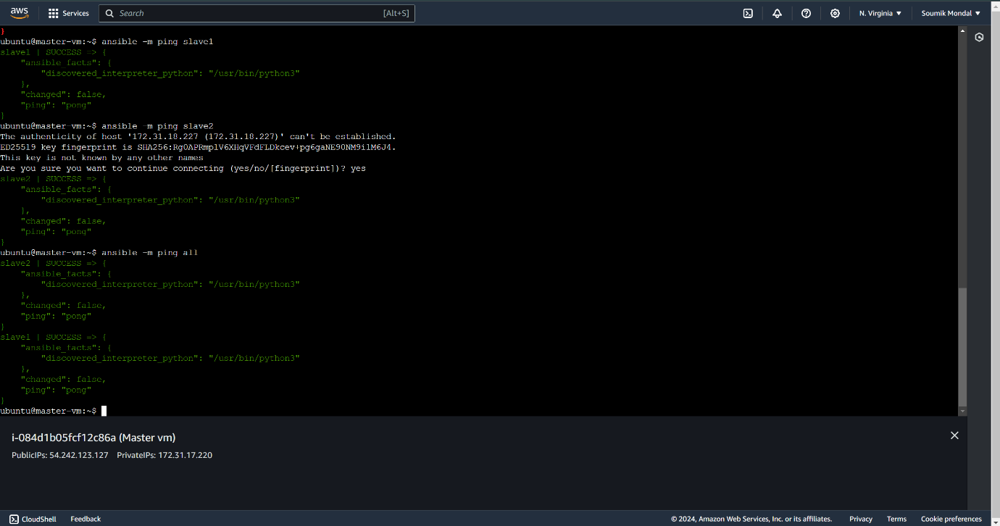 aws Services Search [Alt+S] N. Virginia ▼ Soumik Mondal ▼
}
ubuntu@master-vm:~$ ansible -m ping slave1
slave1 | SUCCESS => {
    "ansible_facts": {
        "discovered_interpreter_python": "/usr/bin/python3"
    },
    "changed": false,
    "ping": "pong"
}
ubuntu@master-vm:~$ ansible -m ping slave2
The authenticity of host '172.31.18.227 (172.31.18.227)' can't be established.
ED25519 key fingerprint is SHA256:RgOAPRmplV6XHqVFdFLDkcev+pg6gaNE90NM9ilM6J4.
This key is not known by any other names
Are you sure you want to continue connecting (yes/no/[fingerprint])? yes
slave2 | SUCCESS => {
    "ansible_facts": {
        "discovered_interpreter_python": "/usr/bin/python3"
    },
    "changed": false,
    "ping": "pong"
}
ubuntu@master-vm:~$ ansible -m ping all
slave2 | SUCCESS => {
    "ansible_facts": {
        "discovered_interpreter_python": "/usr/bin/python3"
    },
    "changed": false,
    "ping": "pong"
}
slave1 | SUCCESS => {
    "ansible_facts": {
        "discovered_interpreter_python": "/usr/bin/python3"
    },
    "changed": false,
    "ping": "pong"
}
ubuntu@master-vm:~$
i-084d1b05fcf12c86a (Master vm)
PublicIPs: 54.242.123.127 PrivateIPs: 172.31.17.220
CloudShell Feedback © 2024, Amazon Web Services, Inc. or its affiliates. Privacy Terms Cookie preferences